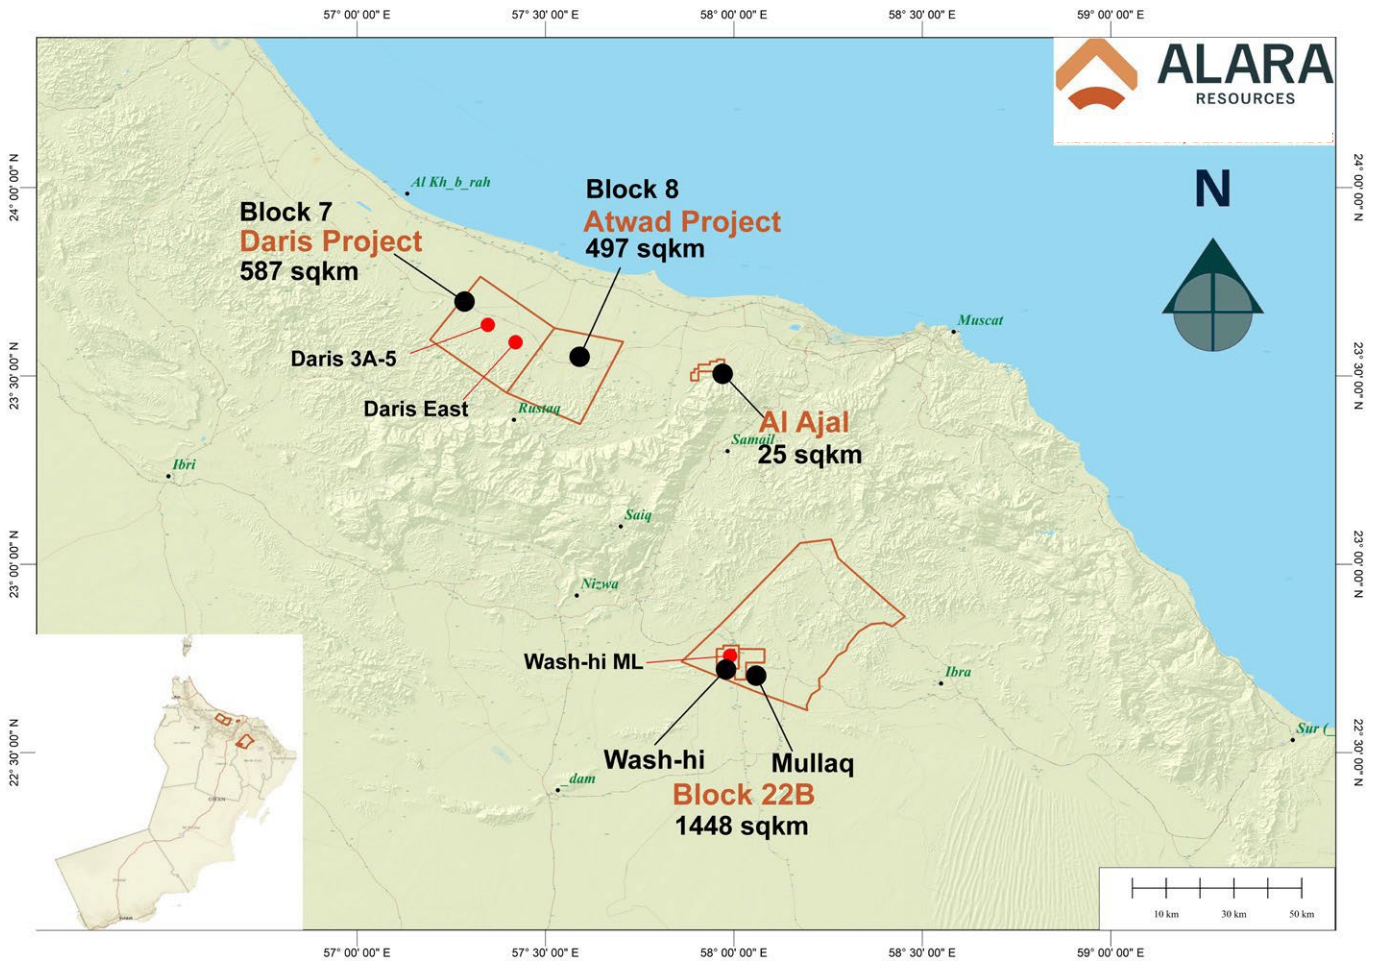 57° 00' 00" E
57° 30' 00" E
58° 00' 00" E
58° 30' 00" E
59° 00' 00" E
ALARA
RESOURCES
24° 00' 00" N
24° 00' 00" N
N
Al Kh_b_rah
Block 7
Daris Project
587 sqkm
Block 8
Atwad Project
497 sqkm
Muscat
Daris 3A-5
Daris East
23° 30' 00" N
23° 30' 00" N
Rustaq
Al Ajal
Samail
25 sqkm
Ibri
Saiq
23° 00' 00" N
23° 00' 00" N
Nizwa
Wash-hi ML
Ibra
Wash-hi
Mullaq
Block 22B
1448 sqkm
Sur (_
22° 30' 00" N
22° 30' 00" N
_dam
OMAN
10 km
30 km
50 km
57° 00' 00" E
57° 30' 00" E
58° 00' 00" E
58° 30' 00" E
59° 00' 00" E